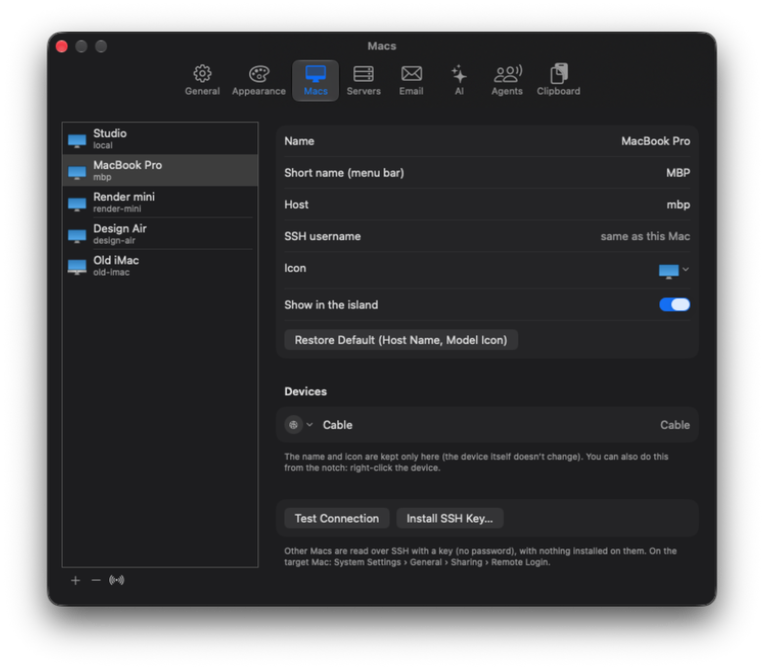 Macs
General
Appearance
Macs
Servers
Email
AI
Agents
Clipboard
Studio
local
MacBook Pro
mbp
Render mini
render-mini
Design Air
design-air
Old iMac
old-imac
Name MacBook Pro
Short name (menu bar) MBP
Host mbp
SSH username same as this Mac
Icon
Show in the island
Restore Default (Host Name, Model Icon)
Devices
Cable Cable
The name and icon are kept only here (the device itself doesn't change). You can also do this
from the notch: right-click the device.
Test Connection Install SSH Key...
Other Macs are read over SSH with a key (no password), with nothing installed on them. On the
target Mac: System Settings › General › Sharing › Remote Login.